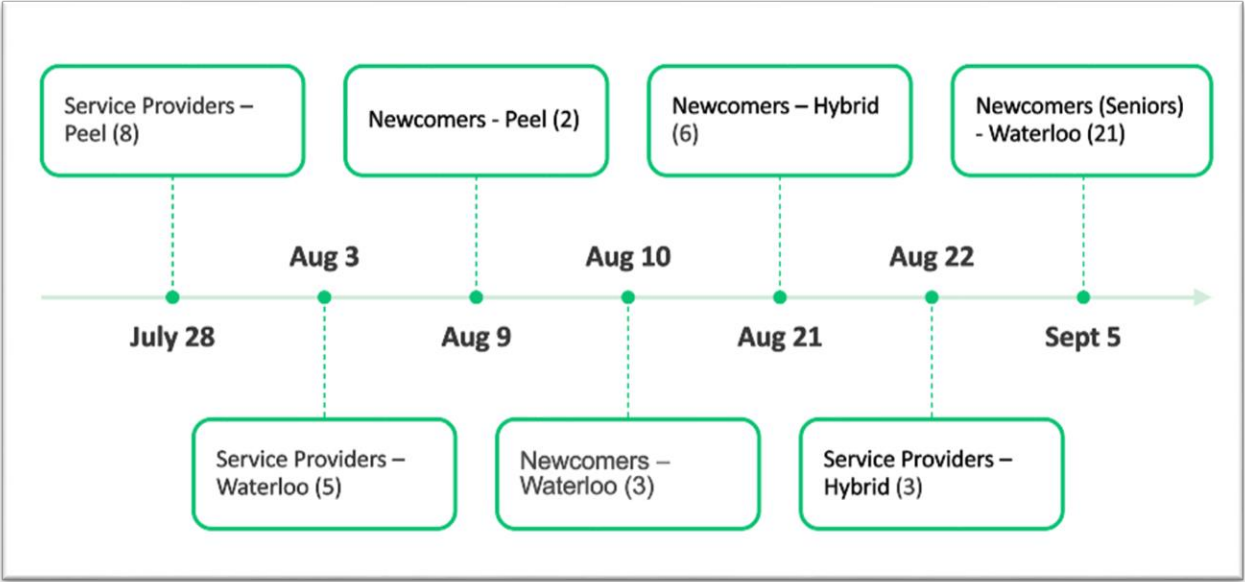 Service Providers –
Peel (8)
Newcomers - Peel (2)
Newcomers – Hybrid
(6)
Newcomers (Seniors)
- Waterloo (21)
Aug 3
Aug 10
Aug 22
July 28
Aug 9
Aug 21
Sept 5
Service Providers –
Waterloo (5)
Newcomers –
Waterloo (3)
Service Providers –
Hybrid (3)